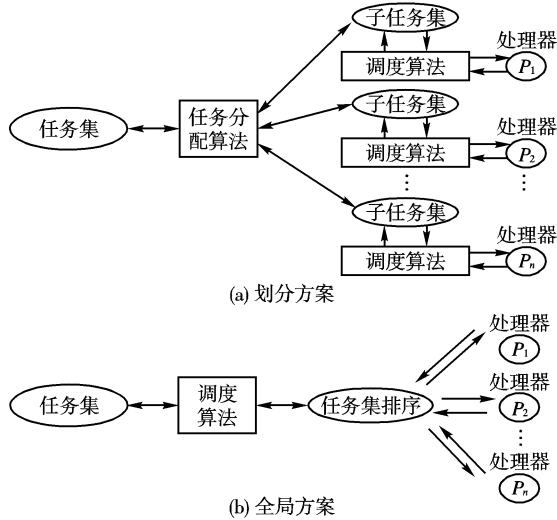 子任务集
处理器
调度算法
P1
任务集
任务分
配算法
子任务集
处理器
调度算法
P2
⋮
⋮
子任务集
处理器
调度算法
Pn
(a) 划分方案
处理器
P1
任务集
调度
算法
任务集排序
处理器
P2
⋮
处理器
Pn
(b) 全局方案